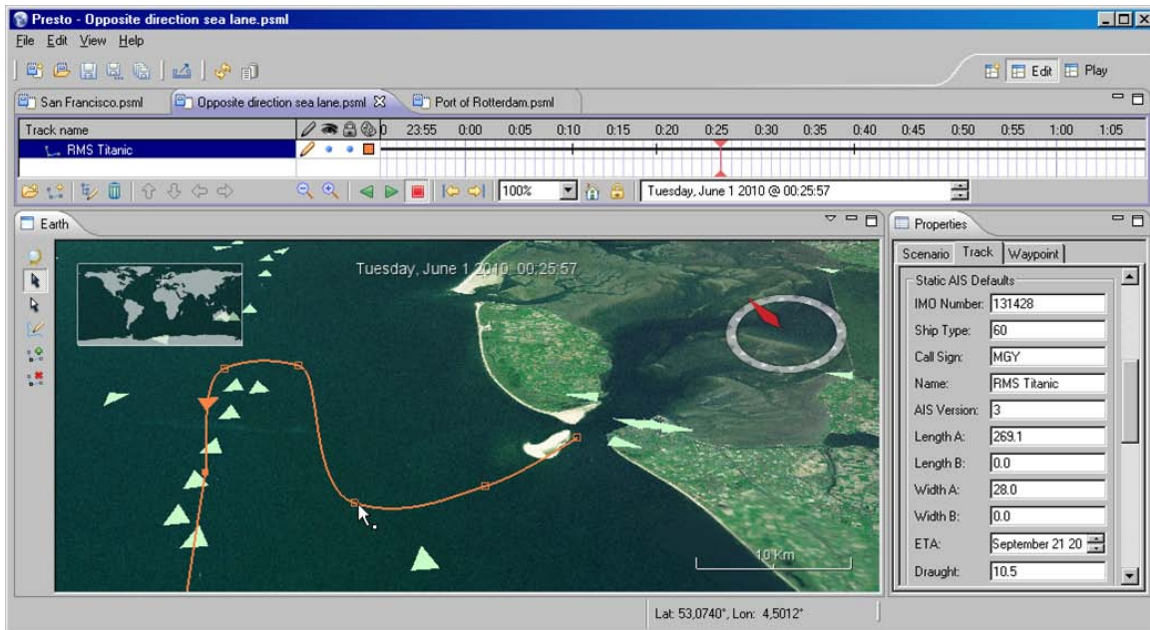 Presto - Opposite direction sea lane.psml
File Edit View Help
Edit Play
San Francisco.psml Opposite direction sea lane.psml Port of Rotterdam.psml
Track name 0 23:55 0:00 0:05 0:10 0:15 0:20 0:25 0:30 0:35 0:40 0:45 0:50 0:55 1:00 1:05
RMS Titanic
100% Tuesday, June 1 2010 @ 00:25:57
Earth
Properties
Scenario Track Waypoint
Tuesday, June 1 2010 00:25:57
Static AIS Defaults
IMO Number: 131428
Ship Type: 60
Call Sign: MGY
Name: RMS Titanic
AIS Version: 3
Length A: 269.1
Length B: 0.0
Width A: 28.0
Width B: 0.0
ETA: September 21 20
Draught: 10.5
10 Km
Lat: 53,0740°, Lon: 4,5012°